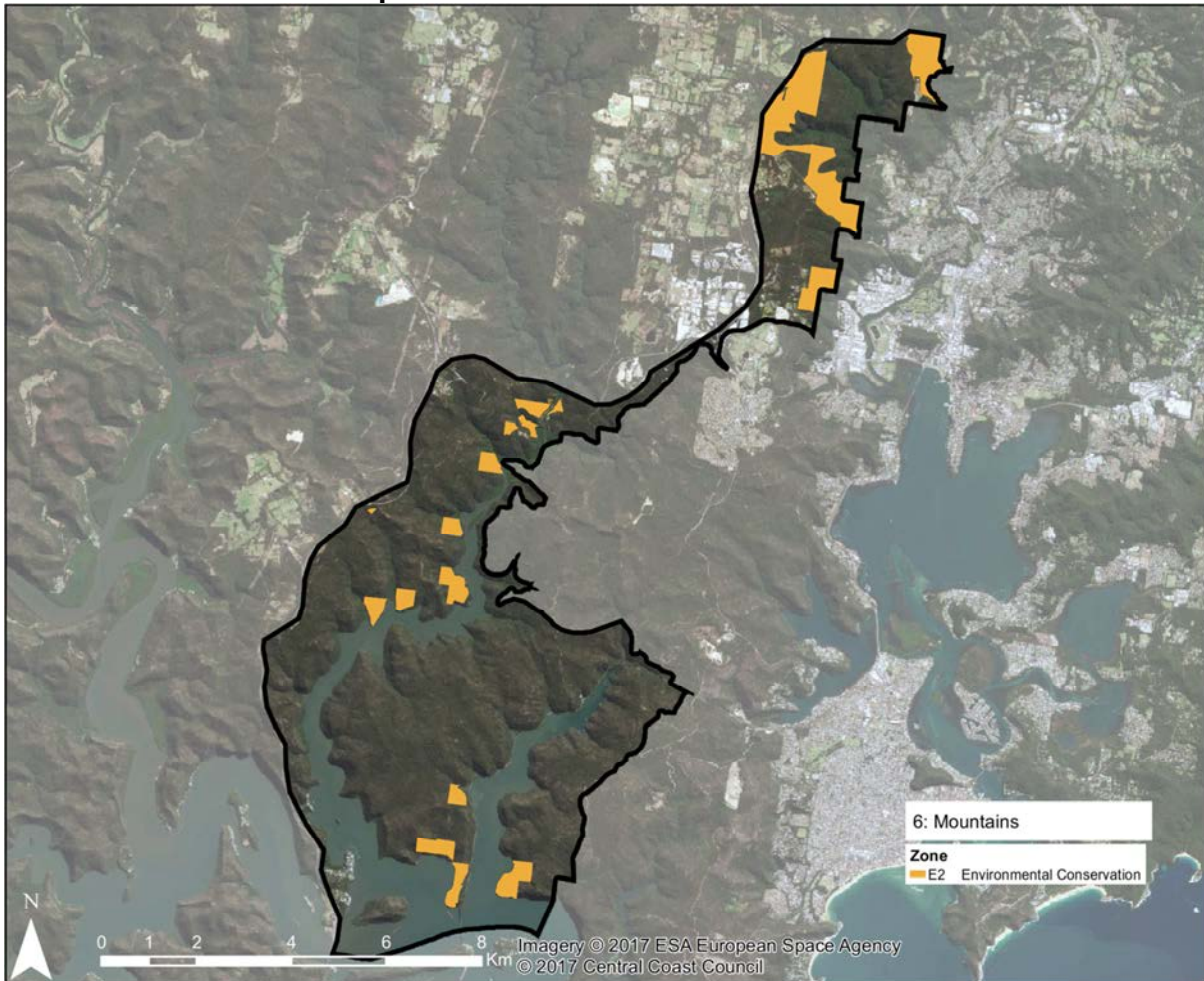 6: Mountains
Zone
E2 Environmental Conservation
N
0 1 2 4 6 8
Km
Imagery © 2017 ESA European Space Agency
© 2017 Central Coast Council